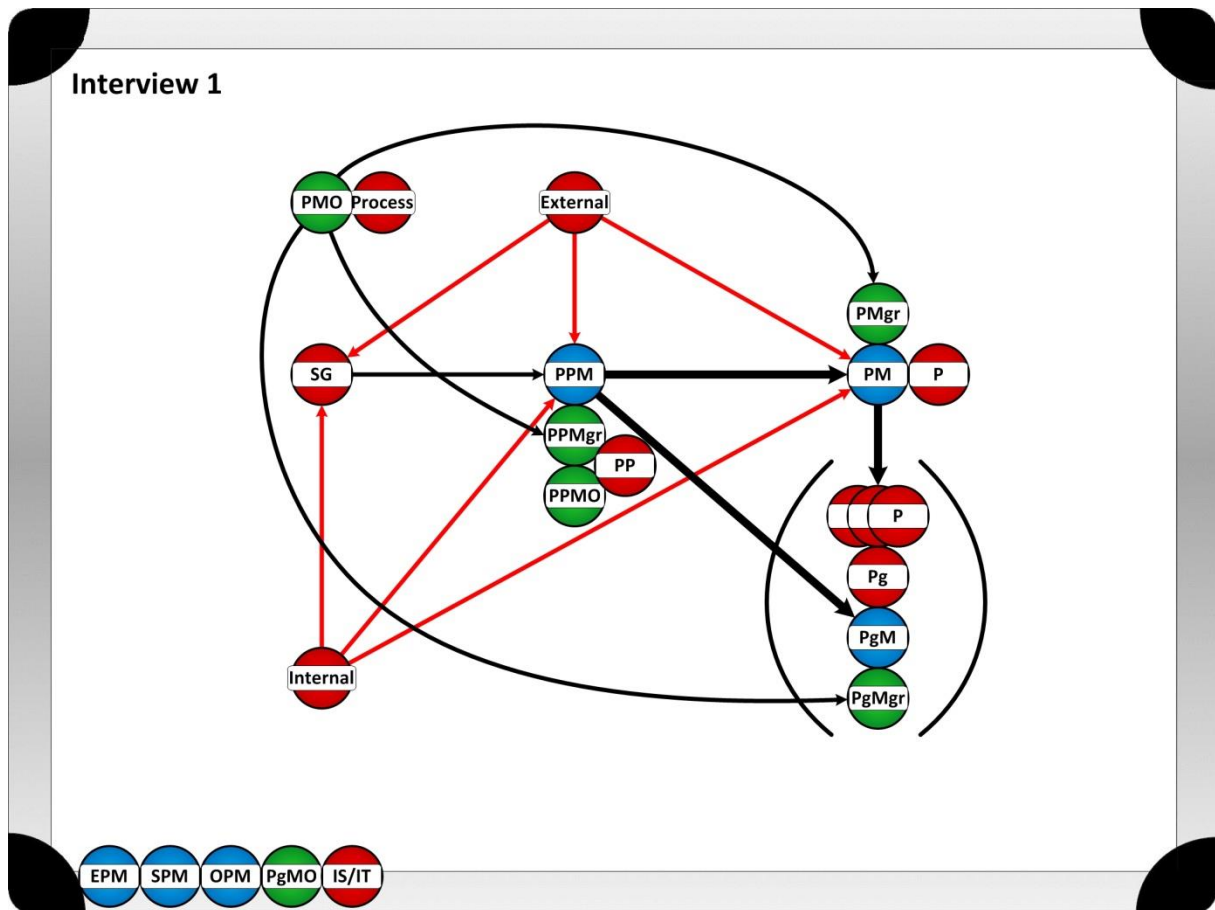 Interview 1
PMO Process External
PMgr
SG PPM PM P
PPMgr
PP
PPMO
P
Pg
PgM
Internal
PgMgr
EPM SPM OPM PgMO IS/IT